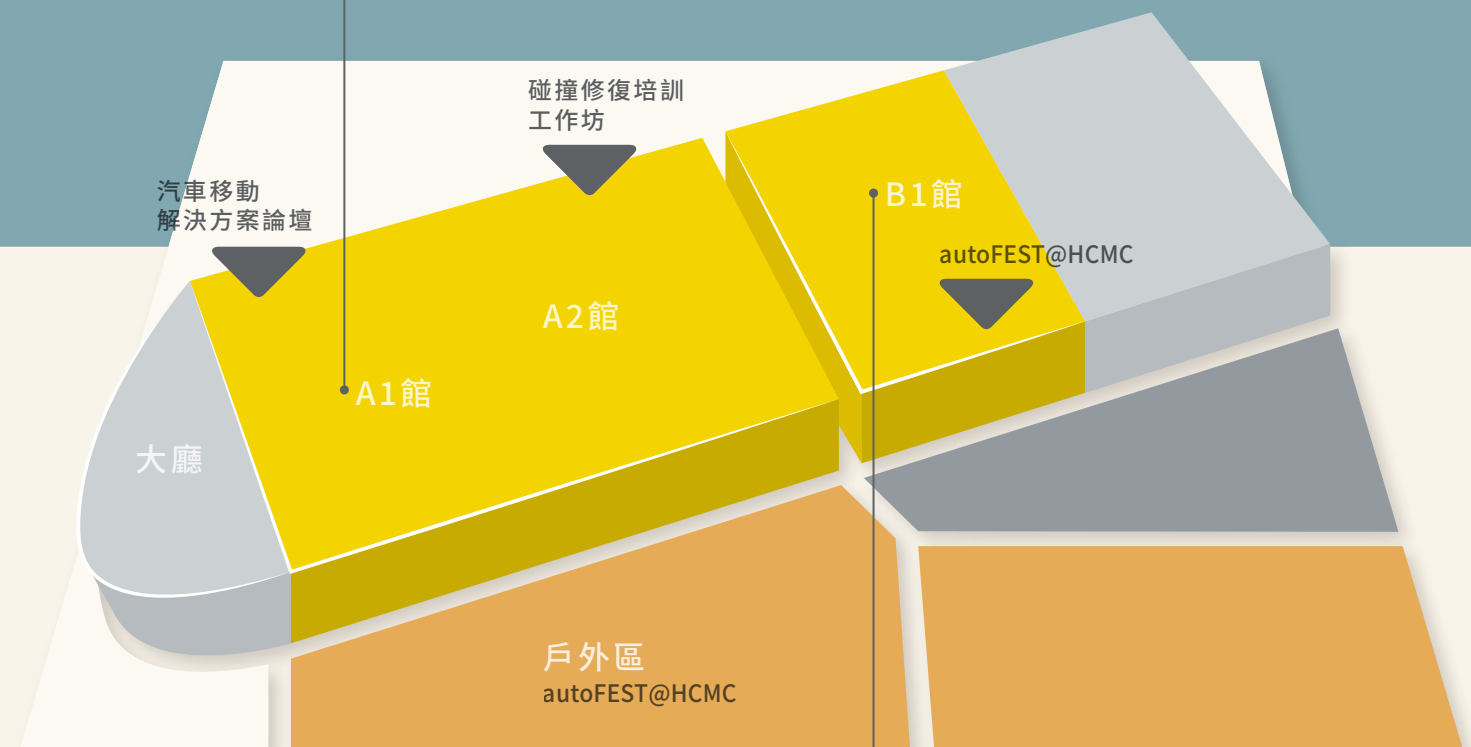 碰撞修復培訓
工作坊
汽車移動
解決方案論壇
B1館
autoFEST@HCMC
A2館
A1館
大廳
戶外區
autoFEST@HCMC